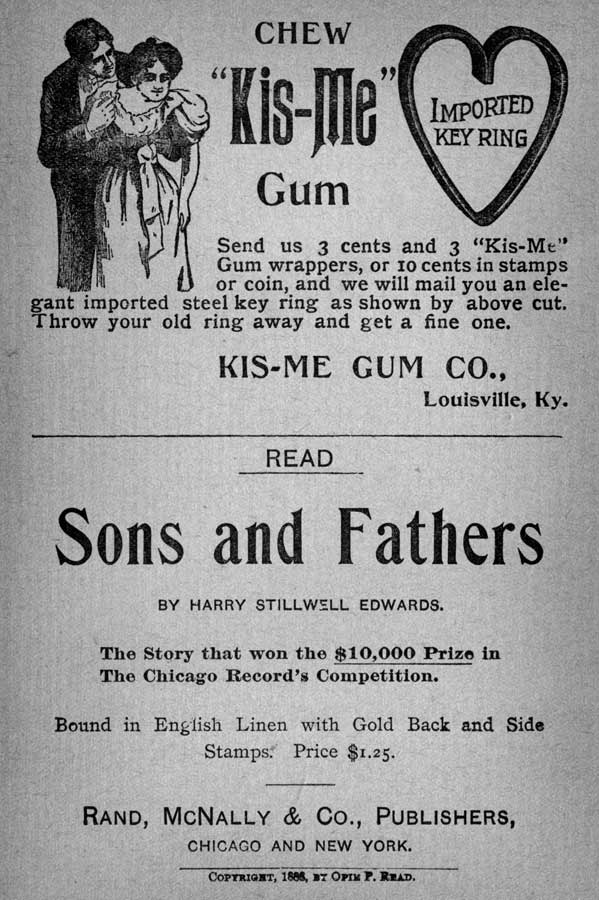 CHEW
"Kis-Me"
Gum
IMPORTED
KEY RING
Send us 3 cents and 3 "Kis-Me"
Gum wrappers, or 10 cents in stamps
or coin, and we will mail you an ele-
gant imported steel key ring as shown by above cut.
Throw your old ring away and get a fine one.
KIS-ME GUM CO.,
Louisville, Ky.
READ
Sons and Fathers
BY HARRY STILLWELL EDWARDS.
The Story that won the $10,000 Prize in
The Chicago Record's Competition.
Bound in English Linen with Gold Back and Side
Stamps. Price $1.25.
RAND, MCNALLY & CO., PUBLISHERS,
CHICAGO AND NEW YORK.
COPYRIGHT, 1888, BY OPIE P. READ.